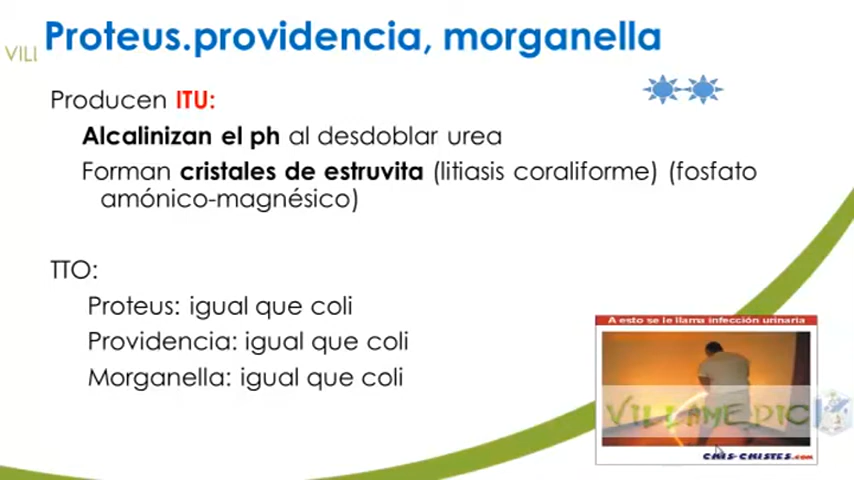 Proteus.providencia, morganella
VILL
Producen ITU:
Alcalinizan el ph al desdoblar urea
Forman cristales de estruvita (litiasis coraliforme) (fosfato
amónico-magnésico)
TTO:
Proteus: igual que coli
Providencia: igual que coli
Morganella: igual que coli
A esto se le llama infección urinaria
VILLAMEDIC
CHIS-CHISTES.com